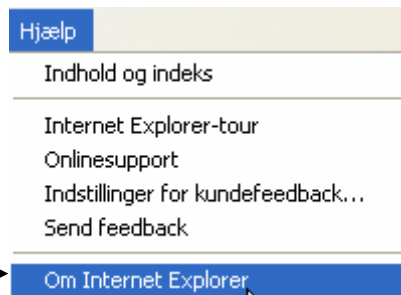 Hjælp
Indhold og indeks
Internet Explorer-tour
Onlinesupport
Indstillinger for kundefeedback...
Send feedback
Om Internet Explorer